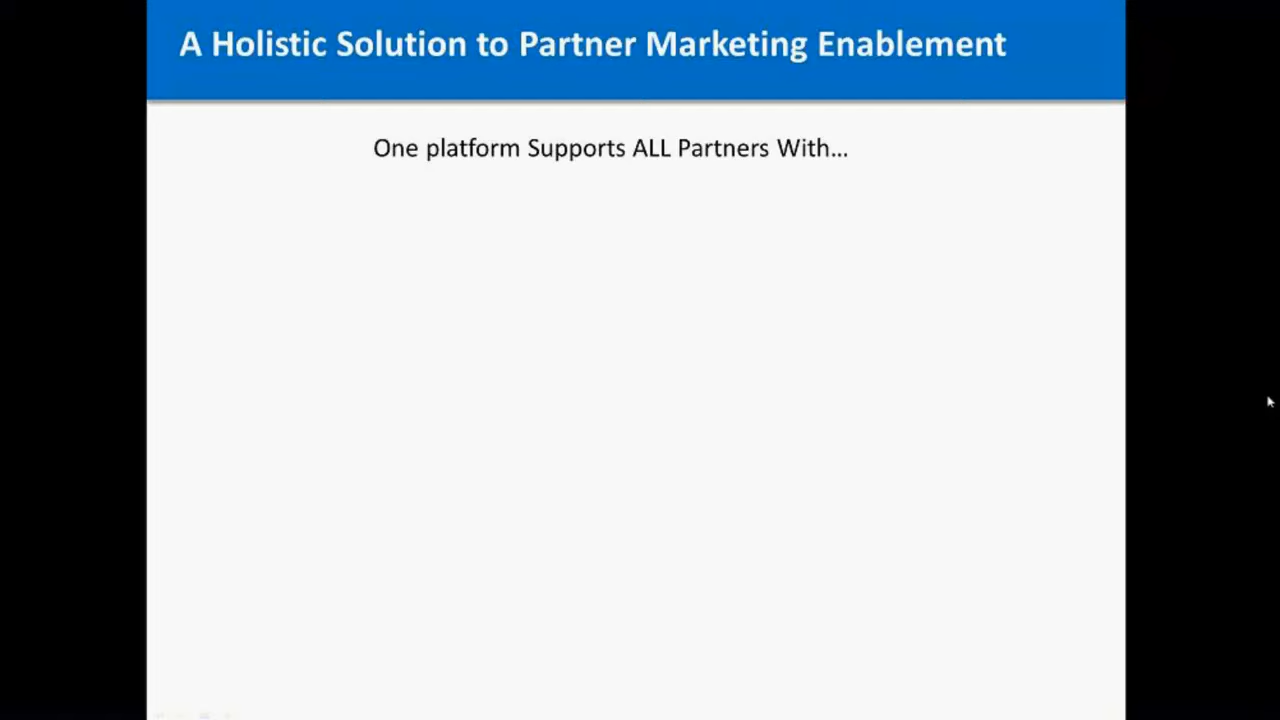 A Holistic Solution to Partner Marketing Enablement
One platform Supports ALL Partners With...